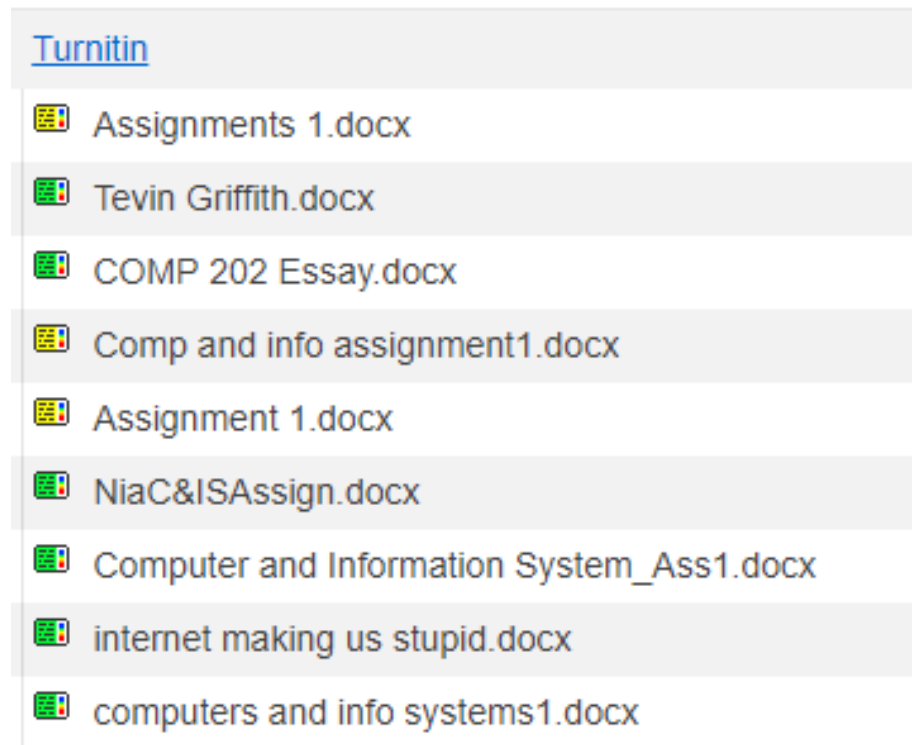 Turnitin
Assignments 1.docx
Tevin Griffith.docx
COMP 202 Essay.docx
Comp and info assignment1.docx
Assignment 1.docx
NiaC&ISAssign.docx
Computer and Information System_Ass1.docx
internet making us stupid.docx
computers and info systems1.docx